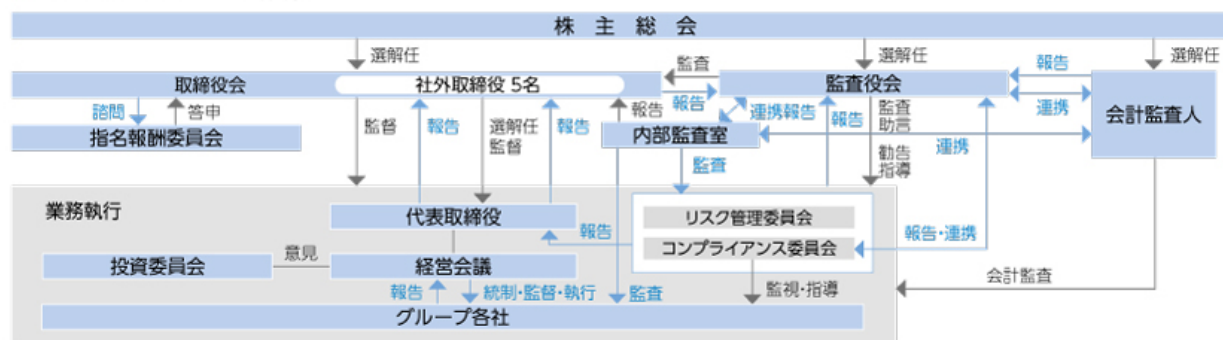 株主総会
選解任
選解任
選解任
取締役会
社外取締役 5名
監査
報告
監査役会
報告
連携
会計監査人
諮問
答申
指名報酬委員会
監督
報告
選解任
監督
報告
報告
連携報告
内部監査室
報告
監査
助言
勧告
指導
連携
監査
業務執行
代表取締役
報告
リスク管理委員会
コンプライアンス委員会
報告・連携
投資委員会
意見
経営会議
会計監査
報告
統制・監督・執行
監査
監視・指導
グループ各社